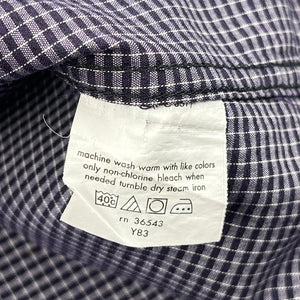 machine wash warm with like colors
only non-chlorine bleach when
needed tumble dry steam iron
40°C
rn 36543
Y83